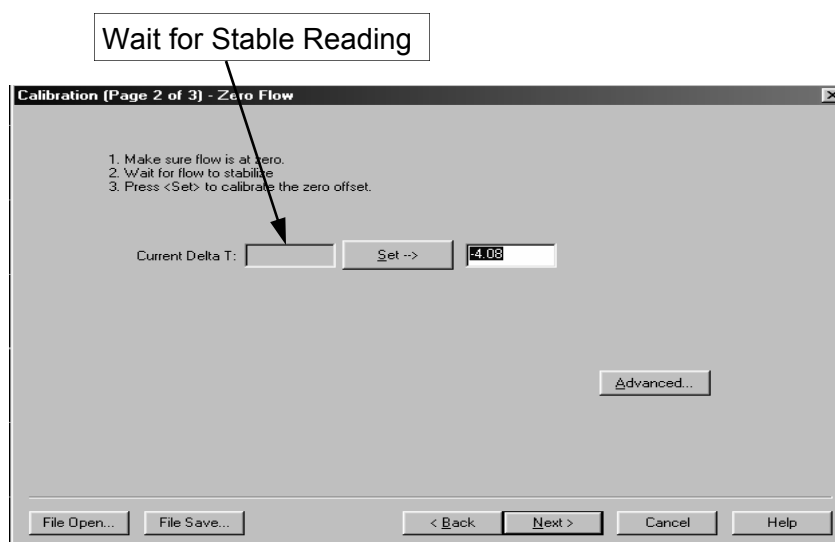 Wait for Stable Reading
Calibration (Page 2 of 3) - Zero Flow
1. Make sure flow is at zero.
2. Wait for flow to stabilize
3. Press <Set> to calibrate the zero offset.
Current Delta T: Set --> -4.08
Advanced...
File Open... File Save... < Back Next > Cancel Help